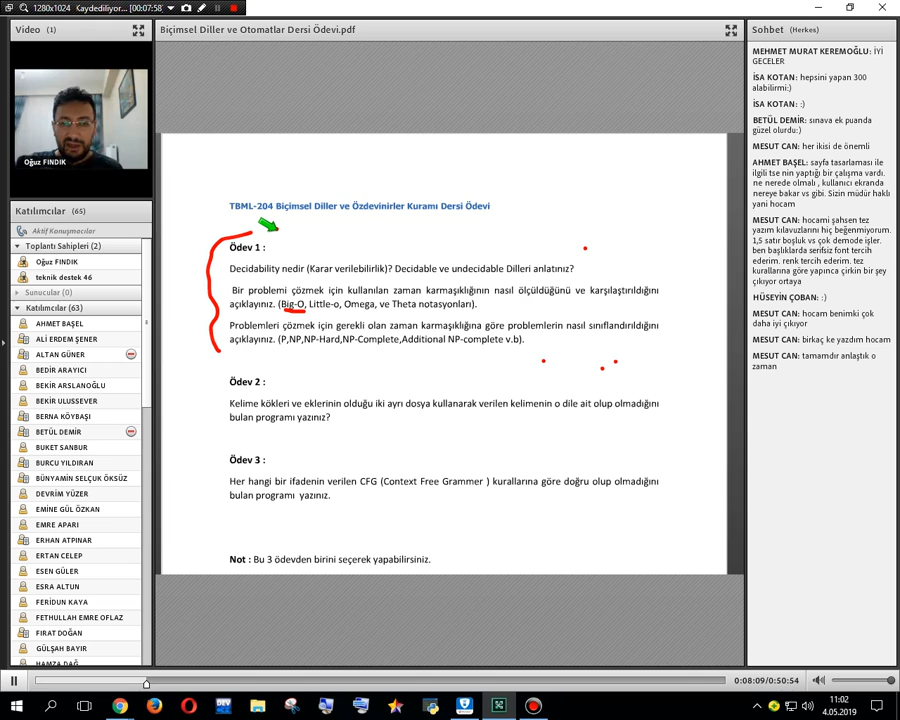 1280x1024 Kaydediliyor... [00:07:58]
Video (1)
Oğuz FINDIK
Katılımcılar (65)
Aktif Konuşmacılar
Toplantı Sahipleri (2)
Oğuz FINDIK
teknik destek 46
Sunucular (0)
Katılımcılar (63)
AHMET BAŞEL
ALİ ERDEM ŞENER
ALTAN GÜNER
BEDİR ARAYICI
BEKİR ARSLANOĞLU
BEKIR ULUSSEVER
BERNA KÖYBAŞI
BETÜL DEMİR
BUKET SANBUR
BURCU YILDIRAN
BÜNYAMİN SELÇUK ÖKSÜZ
DEVRİM YÜZER
EMİNE GÜL ÖZKAN
EMRE APARI
ERHAN ATPINAR
ERTAN CELEP
ESEN GÜLER
ESRA ALTUN
FERİDUN KAYA
FETHULLAH EMRE OFLAZ
FIRAT DOĞAN
GÜLŞAH BAYIR
HAMZA DAĞ
Biçimsel Diller ve Otomatlar Dersi Ödevi.pdf
TBML-204 Biçimsel Diller ve Özdevinirler Kuramı Dersi Ödevi
Ödev 1 :
Decidability nedir (Karar verilebilirlik)? Decidable ve undecidable Dilleri anlatınız?
Bir problemi çözmek için kullanılan zaman karmaşıklığının nasıl ölçüldüğünü ve karşılaştırıldığını
açıklayınız. (Big-O, Little-o, Omega, ve Theta notasyonları).
Problemleri çözmek için gerekli olan zaman karmaşıklığına göre problemlerin nasıl sınıflandırıldığını
açıklayınız. (P,NP,NP-Hard,NP-Complete,Additional NP-complete v.b).
Ödev 2 :
Kelime kökleri ve eklerinin olduğu iki ayrı dosya kullanarak verilen kelimenin o dile ait olup olmadığını
bulan programı yazınız?
Ödev 3 :
Her hangi bir ifadenin verilen CFG (Context Free Grammer ) kurallarına göre doğru olup olmadığını
bulan programı yazınız.
Not : Bu 3 ödevden birini seçerek yapabilirsiniz.
Sohbet (Herkes)
MEHMET MURAT KEREMOĞLU: İYİ
GECELER
İSA KOTAN: hepsini yapan 300
alabilirmi:)
İSA KOTAN: :)
BETÜL DEMİR: sınava ek puanda
güzel olurdu:)
MESUT CAN: her ikisi de önemli
AHMET BAŞEL: sayfa tasarlaması ile
ilgili tse nin yaptığı bir çalışma vardı.
ne nerede olmalı , kullanıcı ekranda
nereye bakar vs gibi. Sizin müdür haklı
yani hocam
MESUT CAN: hocami şahsen tez
yazım kılavuzlarını hiç beğenmiyorum.
1,5 satır boşluk vs çok demode işler.
ben font serifsiz font tercih
ederim. renk tercih ederim. tez
kurallarına göre yapınca çirkin bir şey
çıkıyor ortaya
HÜSEYİN ÇOBAN: :)
MESUT CAN: hocam benimki çok
daha iyi çıkıyor
MESUT CAN: birkaç ke yazdım hocam
MESUT CAN: tamamdır anlaştık o
zaman
0:08:09/0:50:54
DEV
11:02
4.05.2019